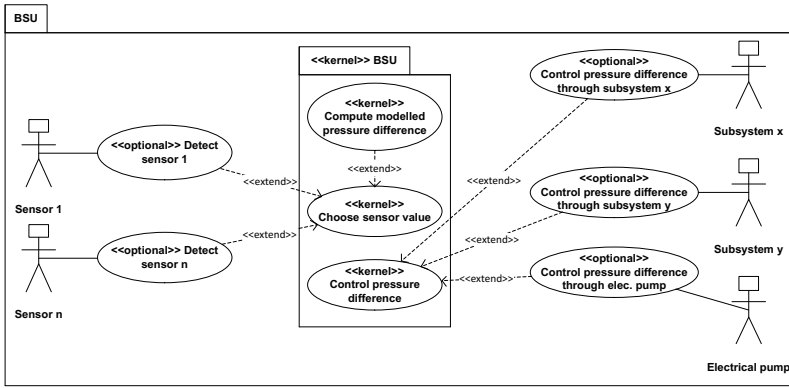 BSU
<<kernel>> BSU
<<kernel>>
Compute modelled
pressure difference
<<extend>>
<<kernel>>
Choose sensor value
<<kernel>>
Control pressure
difference
<<optional>> Detect
sensor 1
<<extend>>
Sensor 1
<<optional>> Detect
sensor n
<<extend>>
Sensor n
<<optional>>
Control pressure difference
through subsystem x
<<extend>>
Subsystem x
<<optional>>
Control pressure difference
through subsystem y
<<extend>>
Subsystem y
<<optional>>
Control pressure difference
through elec. pump
<<extend>>
Electrical pump